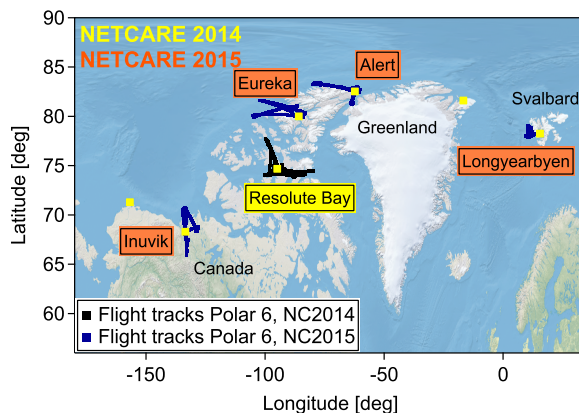 NETCARE 2014
NETCARE 2015
Alert
Eureka
Svalbard
Greenland
Longyearbyen
Resolute Bay
Inuvik
Canada
Flight tracks Polar 6, NC2014
Flight tracks Polar 6, NC2015
90
85
80
75
70
65
60
Latitude [deg]
-150
-100
-50
0
Longitude [deg]